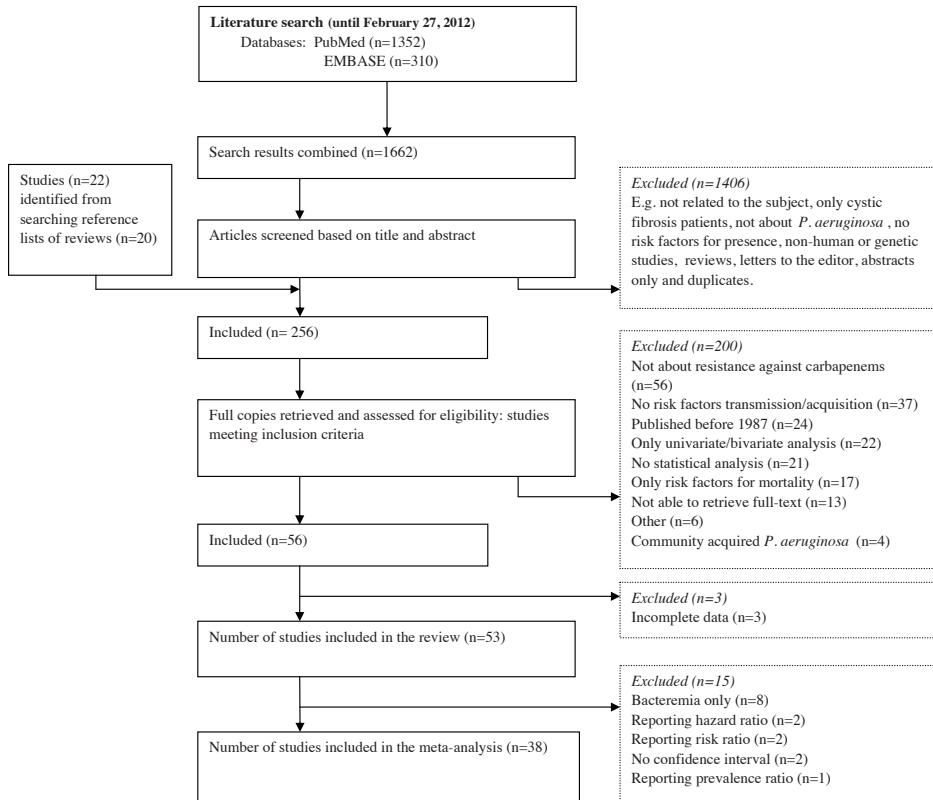 Literature search (until February 27, 2012)
Databases: PubMed (n=1352)
EMBASE (n=310)
Search results combined (n=1662)
Studies (n=22)
identified from
searching reference
lists of reviews (n=20)
Articles screened based on title and abstract
Excluded (n=1406)
E.g. not related to the subject, only cystic
fibrosis patients, not about P. aeruginosa , no
risk factors for presence, non-human or genetic
studies, reviews, letters to the editor, abstracts
only and duplicates.
Included (n= 256)
Full copies retrieved and assessed for eligibility: studies
meeting inclusion criteria
Excluded (n=200)
Not about resistance against carbapenems
(n=56)
No risk factors transmission/acquisition (n=37)
Published before 1987 (n=24)
Only univariate/bivariate analysis (n=22)
No statistical analysis (n=21)
Only risk factors for mortality (n=17)
Not able to retrieve full-text (n=13)
Other (n=6)
Community acquired P. aeruginosa (n=4)
Included (n=56)
Excluded (n=3)
Incomplete data (n=3)
Number of studies included in the review (n=53)
Excluded (n=15)
Bacteremia only (n=8)
Reporting hazard ratio (n=2)
Reporting risk ratio (n=2)
No confidence interval (n=2)
Reporting prevalence ratio (n=1)
Number of studies included in the meta-analysis (n=38)